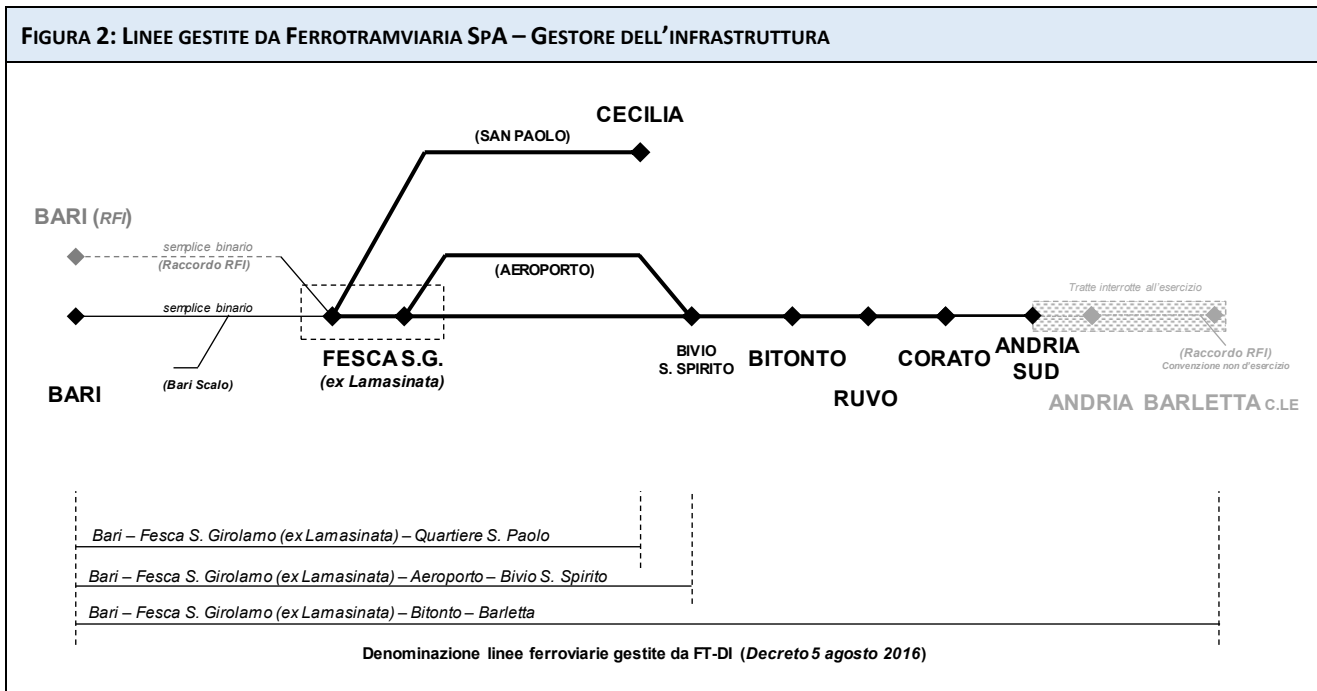 FIGURA 2: LINEE GESTITE DA FERROTRAMVIARIA SPA – GESTORE DELL'INFRASTRUTTURA
CECILIA
(SAN PAOLO)
BARI (RFI)
semplice binario
(Raccordo RFI)
(AEROPORTO)
semplice binario
Tratte interrotte all'esercizio
(Bari Scalo)
BARI
FESCA S.G.
(ex Lamasinata)
BIVIO
S. SPIRITO
BITONTO
RUVO
CORATO
ANDRIA
SUD
(Raccordo RFI)
Convenzione non d'esercizio
ANDRIA BARLETTA C.LE
Bari – Fesca S. Girolamo (ex Lamasinata) – Quartiere S. Paolo
Bari – Fesca S. Girolamo (ex Lamasinata) – Aeroporto – Bivio S. Spirito
Bari – Fesca S. Girolamo (ex Lamasinata) – Bitonto – Barletta
Denominazione linee ferroviarie gestite da FT-DI (Decreto 5 agosto 2016)